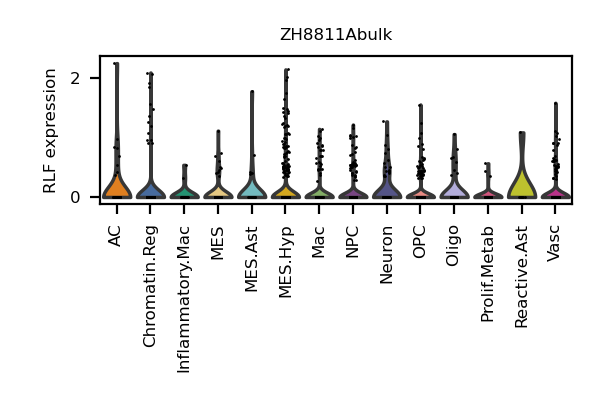 ZH8811Abulk
RLF expression
2
0
AC
Chromatin.Reg
Inflammatory.Mac
MES
MES.Ast
MES.Hyp
Mac
NPC
Neuron
OPC
Oligo
Prolif.Metab
Reactive.Ast
Vasc